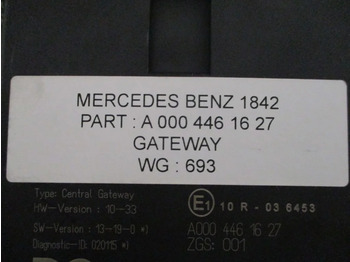 MERCEDES BENZ 1842
PART : A 000 446 16 27
GATEWAY
WG : 693
Type: Central Gateway
HW-Version : 10-33
E1 10 R - 03 6453
SW-Version : 13-19-0 *)
A000 446 16 27
Diagnostic-ID: 020115 *)
ZGS: 001